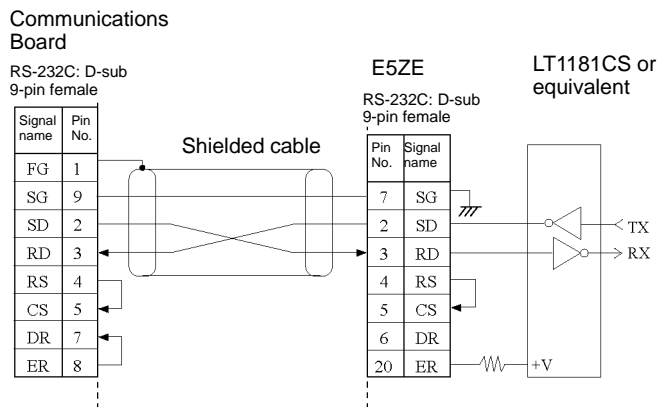 Communications
Board
RS-232C: D-sub
9-pin female
Signal name Pin No.
FG 1
SG 9
SD 2
RD 3
RS 4
CS 5
DR 7
ER 8
Shielded cable
E5ZE
RS-232C: D-sub
9-pin female
Pin No. Signal name
7 SG
2 SD
3 RD
4 RS
5 CS
6 DR
20 ER
LT1181CS or
equivalent
TX
RX
+V